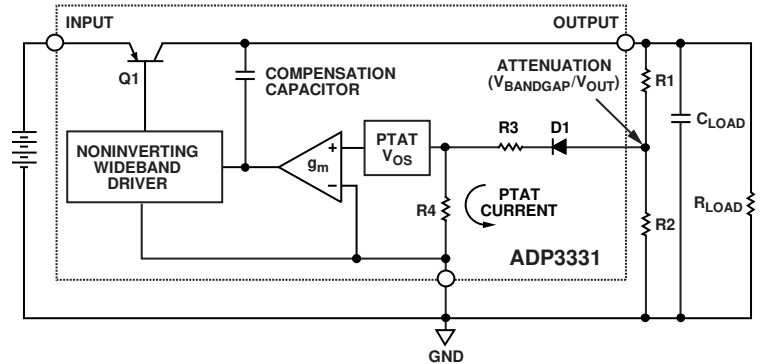 INPUT
OUTPUT
Q1
COMPENSATION
CAPACITOR
ATTENUATION
(VBANDGAP/VOUT)
R1
CLOAD
NONINVERTING
WIDEBAND
DRIVER
gm
+
−
PTAT
VOS
R3
D1
R4
PTAT
CURRENT
R2
RLOAD
ADP3331
GND